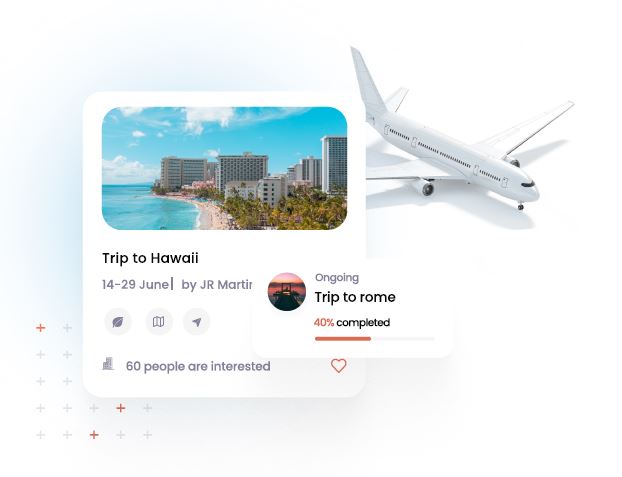 Trip to Hawaii
14-29 June| by JR Martin
60 people are interested
Ongoing
Trip to rome
40% completed